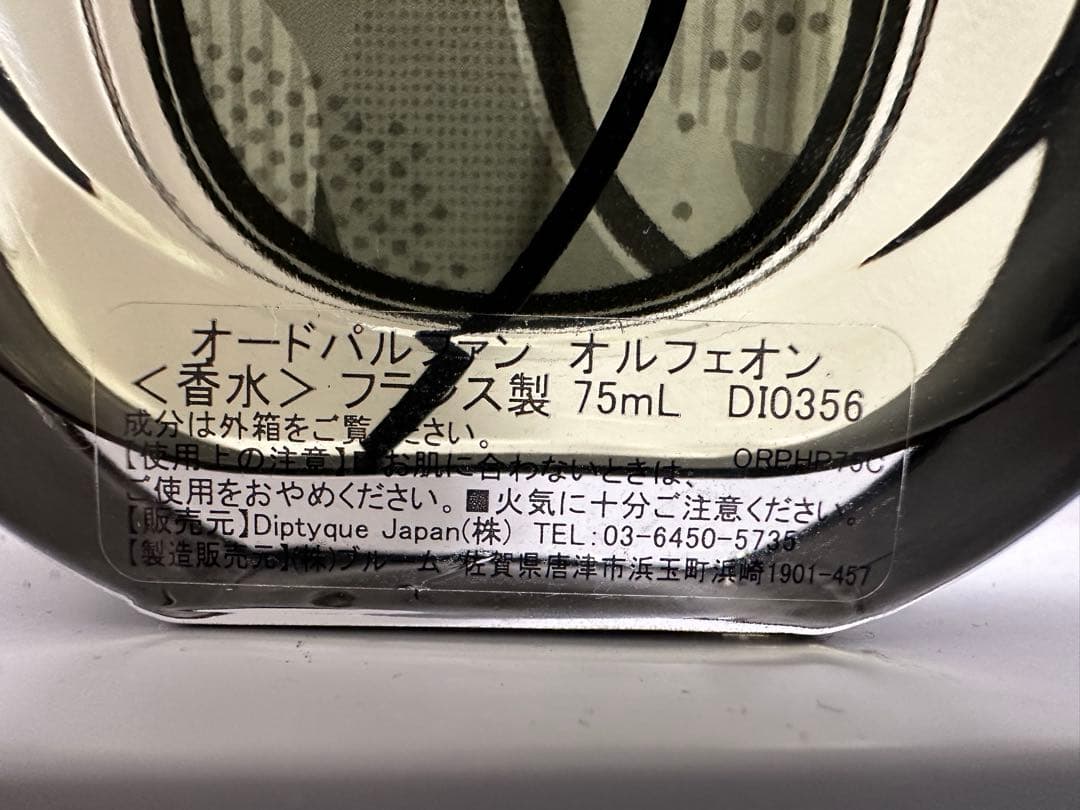 オードパルファン オルフェオン
＜香水＞ フランス製 75mL DI0356
成分は外箱をご覧ください。
【使用上の注意】■お肌に合わないときは、 ORPHP75C
ご使用をおやめください。■火気に十分ご注意ください。
【販売元】Diptyque Japan(株) TEL:03-6450-5735
【製造販売元】(株)ブルーム 佐賀県唐津市浜玉町浜崎1901-457